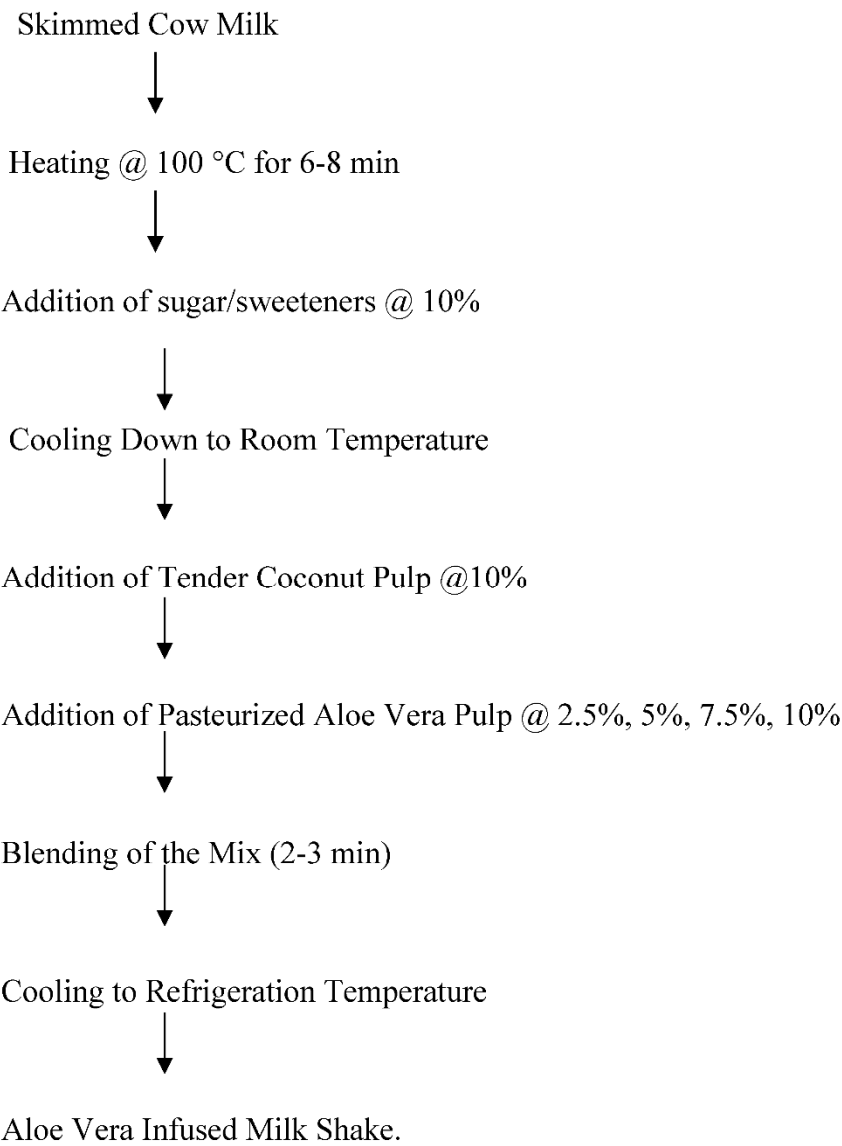 Skimmed Cow Milk
Heating @ 100 °C for 6-8 min
Addition of sugar/sweeteners @ 10%
Cooling Down to Room Temperature
Addition of Tender Coconut Pulp @10%
Addition of Pasteurized Aloe Vera Pulp @ 2.5%, 5%, 7.5%, 10%
Blending of the Mix (2-3 min)
Cooling to Refrigeration Temperature
Aloe Vera Infused Milk Shake.